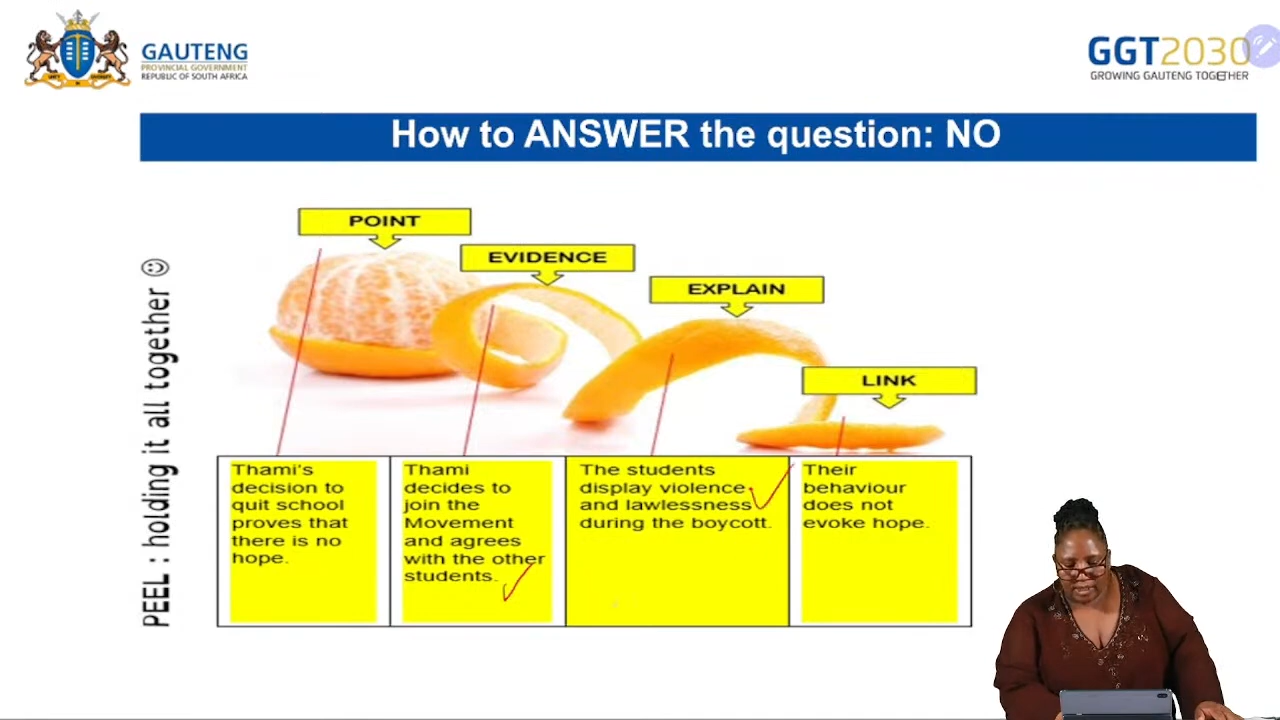 GAUTENG
PROVINCIAL GOVERNMENT
REPUBLIC OF SOUTH AFRICA
GGT2030
GROWING GAUTENG TOGETHER
How to ANSWER the question: NO
PEEL : holding it all together ☺
POINT
EVIDENCE
EXPLAIN
LINK
Thami's
decision to
quit school
proves that
there is no
hope.
Thami
decides to
join the
Movement
and agrees
with the other
students.
The students
display violence
and lawlessness
during the boycott.
Their
behaviour
does not
evoke hope.